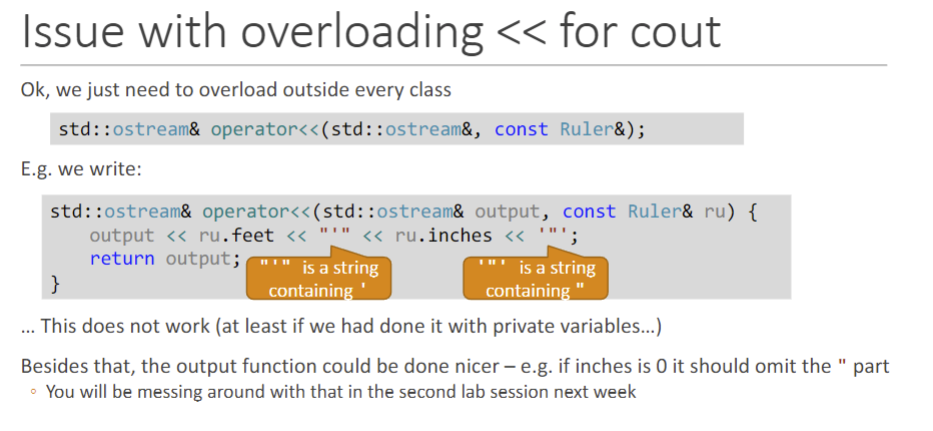 Issue with overloading << for cout
Ok, we just need to overload outside every class
std::ostream& operator<<(std::ostream&, const Ruler&);
E.g. we write:
std::ostream& operator<<(std::ostream& output, const Ruler& ru) {
output << ru.feet << "'" << ru.inches << '"';
return output;
}
"'" is a string
containing '
'"' is a string
containing "
... This does not work (at least if we had done it with private variables...)
Besides that, the output function could be done nicer – e.g. if inches is 0 it should omit the " part
◦ You will be messing around with that in the second lab session next week